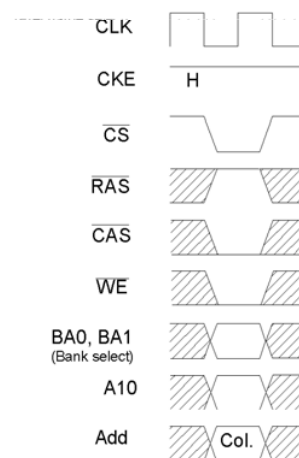 CLK
CKE H
CS
RAS
CAS
WE
BA0, BA1
(Bank select)
A10
Add Col.